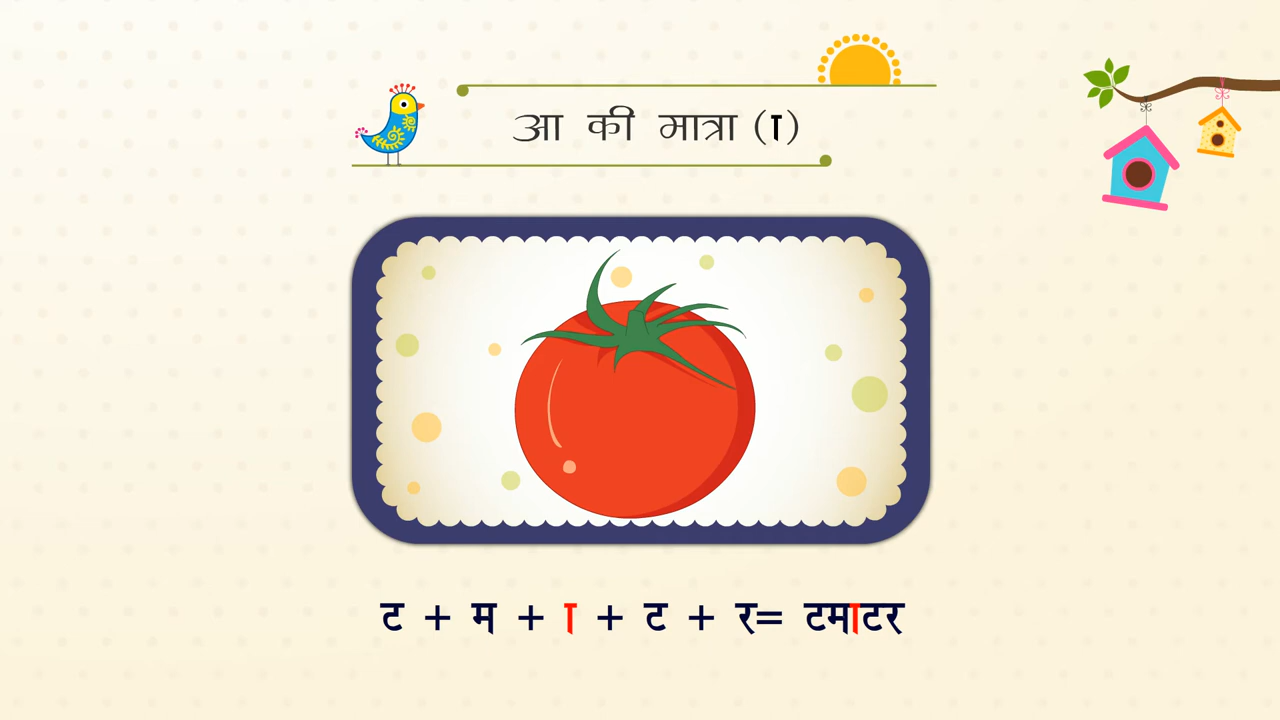 आ की मात्रा (ा)
ट + म + ा + ट + र= टमाटर